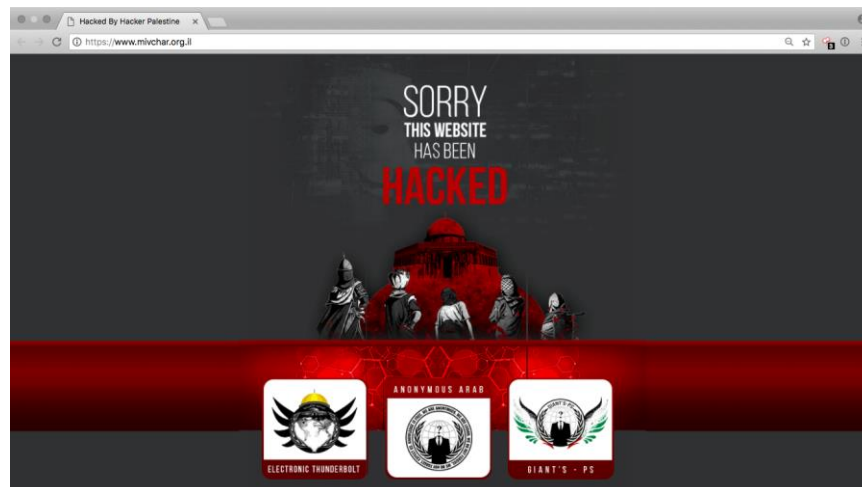 Hacked By Hacker Palestine
https://www.mivchar.org.il
SORRY
THIS WEBSITE
HAS BEEN
HACKED
ELECTRONIC THUNDERBOLT
ANONYMOUS ARAB
GIANT'S - PS